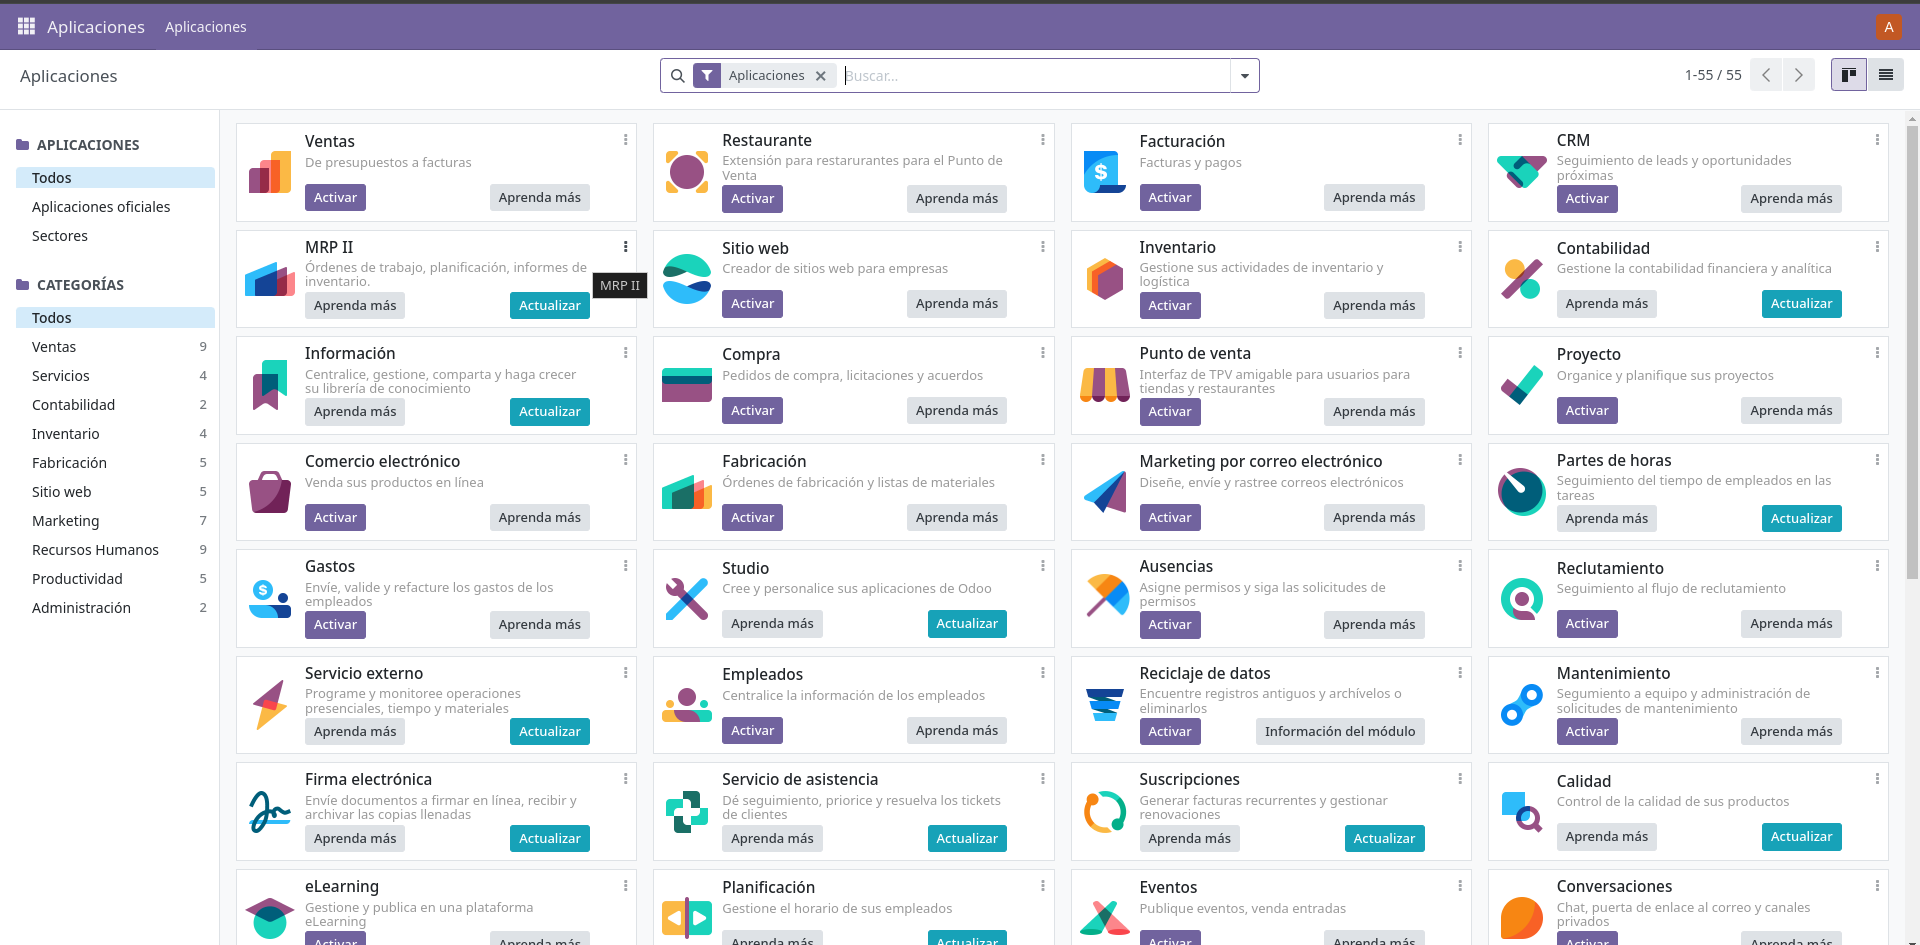 Aplicaciones
Aplicaciones
A
Aplicaciones
Aplicaciones
Buscar...
1-55 / 55
APLICACIONES
Todos
Aplicaciones oficiales
Sectores
CATEGORÍAS
Todos
Ventas 9
Servicios 4
Contabilidad 2
Inventario 4
Fabricación 5
Sitio web 5
Marketing 7
Recursos Humanos 9
Productividad 5
Administración 2
Ventas
De presupuestos a facturas
Activar
Aprenda más
Restaurante
Extensión para restarurantes para el Punto de
Venta
Activar
Aprenda más
Facturación
Facturas y pagos
Activar
Aprenda más
CRM
Seguimiento de leads y oportunidades
próximas
Activar
Aprenda más
MRP II
Órdenes de trabajo, planificación, informes de
inventario.
Aprenda más
Actualizar
MRP II
Sitio web
Creador de sitios web para empresas
Activar
Aprenda más
Inventario
Gestione sus actividades de inventario y
logística
Activar
Aprenda más
Contabilidad
Gestione la contabilidad financiera y analítica
Aprenda más
Actualizar
Información
Centralice, gestione, comparta y haga crecer
su librería de conocimiento
Aprenda más
Actualizar
Compra
Pedidos de compra, licitaciones y acuerdos
Activar
Aprenda más
Punto de venta
Interfaz de TPV amigable para usuarios para
tiendas y restaurantes
Activar
Aprenda más
Proyecto
Organice y planifique sus proyectos
Activar
Aprenda más
Comercio electrónico
Venda sus productos en línea
Activar
Aprenda más
Fabricación
Órdenes de fabricación y listas de materiales
Activar
Aprenda más
Marketing por correo electrónico
Diseñe, envíe y rastree correos electrónicos
Activar
Aprenda más
Partes de horas
Seguimiento del tiempo de empleados en las
tareas
Aprenda más
Actualizar
Gastos
Envíe, valide y refacture los gastos de los
empleados
Activar
Aprenda más
Studio
Cree y personalice sus aplicaciones de Odoo
Aprenda más
Actualizar
Ausencias
Asigne permisos y siga las solicitudes de
permisos
Activar
Aprenda más
Reclutamiento
Seguimiento al flujo de reclutamiento
Activar
Aprenda más
Servicio externo
Programe y monitoree operaciones
presenciales, tiempo y materiales
Aprenda más
Actualizar
Empleados
Centralice la información de los empleados
Activar
Aprenda más
Reciclaje de datos
Encuentre registros antiguos y archívelos o
eliminarlos
Activar
Información del módulo
Mantenimiento
Segumiento a equipo y administración de
solicitudes de mantenimiento
Activar
Aprenda más
Firma electrónica
Envíe documentos a firmar en línea, recibir y
archivar las copias llenadas
Aprenda más
Actualizar
Servicio de asistencia
Dé seguimiento, priorice y resuelva los tickets
de clientes
Aprenda más
Actualizar
Suscripciones
Generar facturas recurrentes y gestionar
renovaciones
Aprenda más
Actualizar
Calidad
Control de la calidad de sus productos
Aprenda más
Actualizar
eLearning
Gestione y publica en una plataforma
eLearning
Activar
Aprenda más
Planificación
Gestione el horario de sus empleados
Aprenda más
Actualizar
Eventos
Publique eventos, venda entradas
Activar
Aprenda más
Conversaciones
Chat, puerta de enlace al correo y canales
privados
Activar
Aprenda más